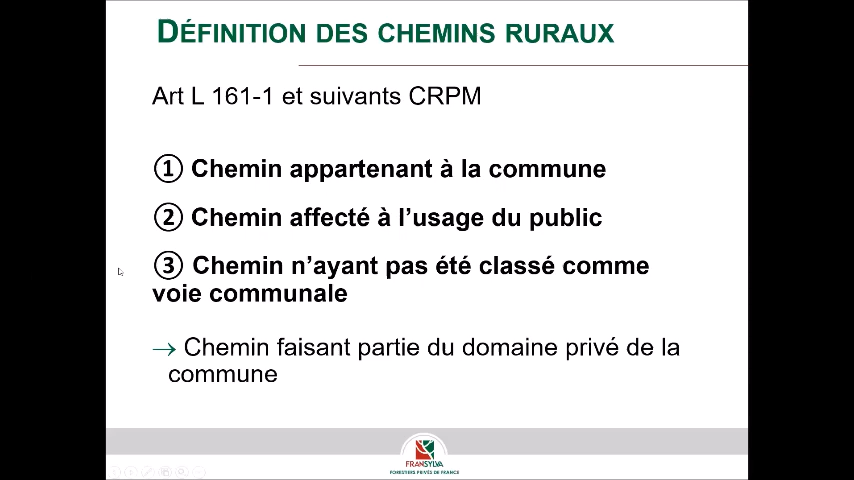 DÉFINITION DES CHEMINS RURAUX
Art L 161-1 et suivants CRPM
① Chemin appartenant à la commune
② Chemin affecté à l’usage du public
③ Chemin n’ayant pas été classé comme
voie communale
→ Chemin faisant partie du domaine privé de la
commune
FRANSYLVA
FORESTIERS PRIVÉS DE FRANCE